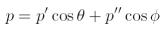 p = p′ cos θ + p″ cos ϕ